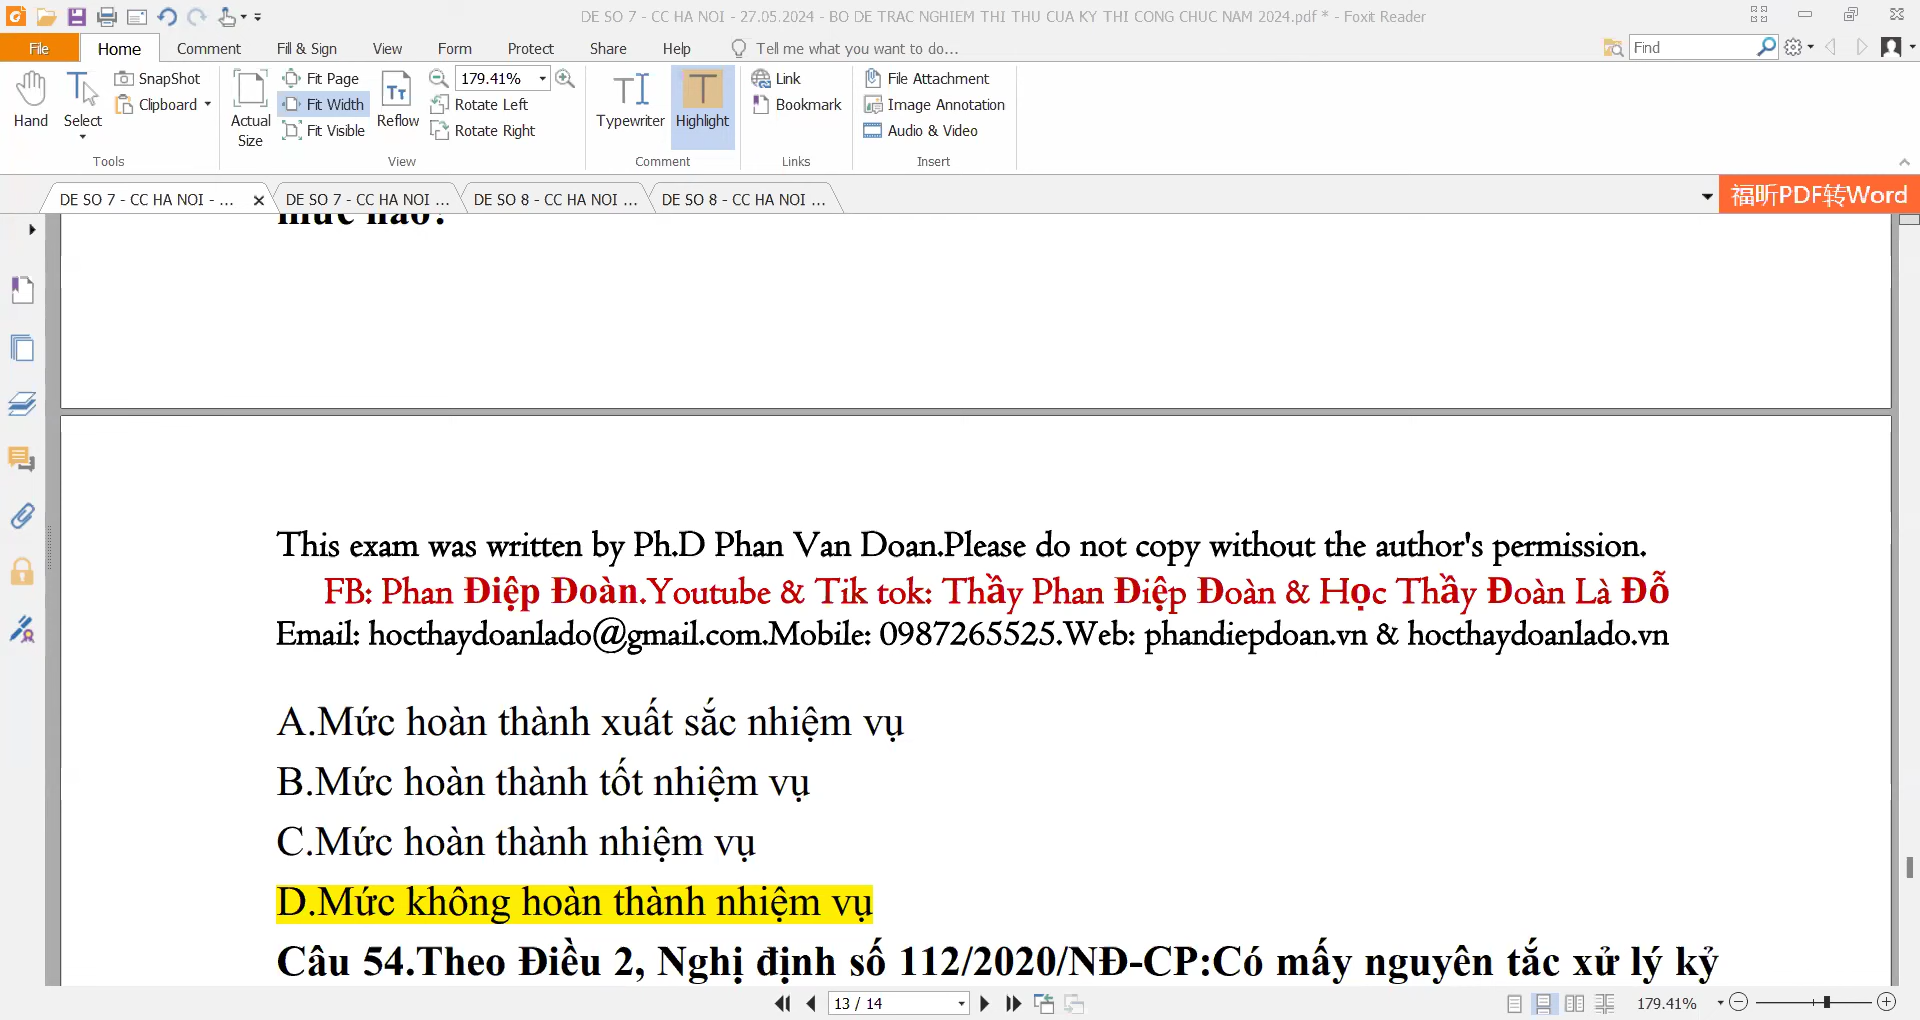 DE SO 7 - CC HA NOI - 27.05.2024 - BO DE TRAC NGHIEM THI THU CUA KY THI CONG CHUC NAM 2024.pdf * - Foxit Reader
File Home Comment Fill & Sign View Form Protect Share Help Tell me what you want to do... Find
SnapShot Fit Page 179.41% Link File Attachment
Clipboard Fit Width Rotate Left Bookmark Image Annotation
Hand Select Actual Size Fit Visible Reflow Rotate Right Typewriter Highlight Audio & Video
Tools View Comment Links Insert
DE SO 7 - CC HA NOI - ... DE SO 7 - CC HA NOI ... DE SO 8 - CC HA NOI ... DE SO 8 - CC HA NOI ... 福昕PDF转Word
mức nào?
This exam was written by Ph.D Phan Van Doan.Please do not copy without the author's permission.
FB: Phan Điệp Đoàn.Youtube & Tik tok: Thầy Phan Điệp Đoàn & Học Thầy Đoàn Là Đỗ
Email: hocthaydoanlado@gmail.com.Mobile: 0987265525.Web: phandiepdoan.vn & hocthaydoanlado.vn
A.Mức hoàn thành xuất sắc nhiệm vụ
B.Mức hoàn thành tốt nhiệm vụ
C.Mức hoàn thành nhiệm vụ
D.Mức không hoàn thành nhiệm vụ
Câu 54.Theo Điều 2, Nghị định số 112/2020/NĐ-CP:Có mấy nguyên tắc xử lý kỷ
13 / 14 179.41%